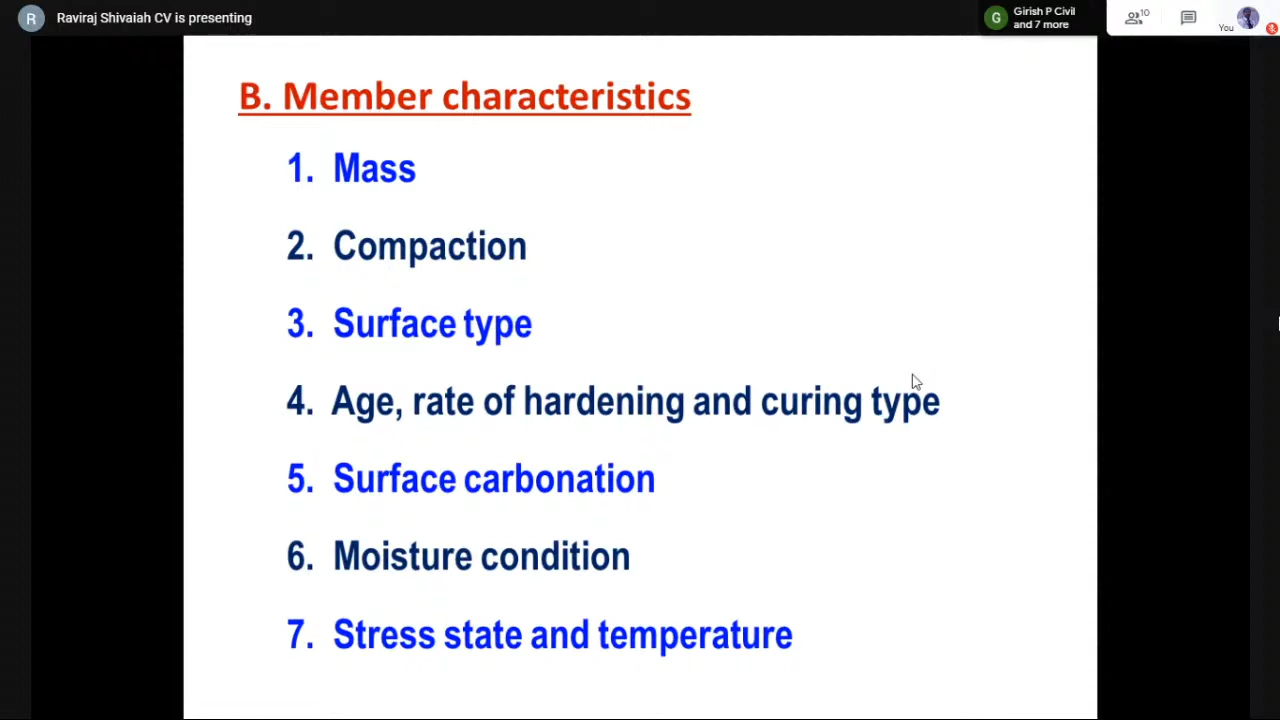 R Raviraj Shivaiah CV is presenting
G Girish P Civil
and 7 more
10
You
B. Member characteristics
1. Mass
2. Compaction
3. Surface type
4. Age, rate of hardening and curing type
5. Surface carbonation
6. Moisture condition
7. Stress state and temperature